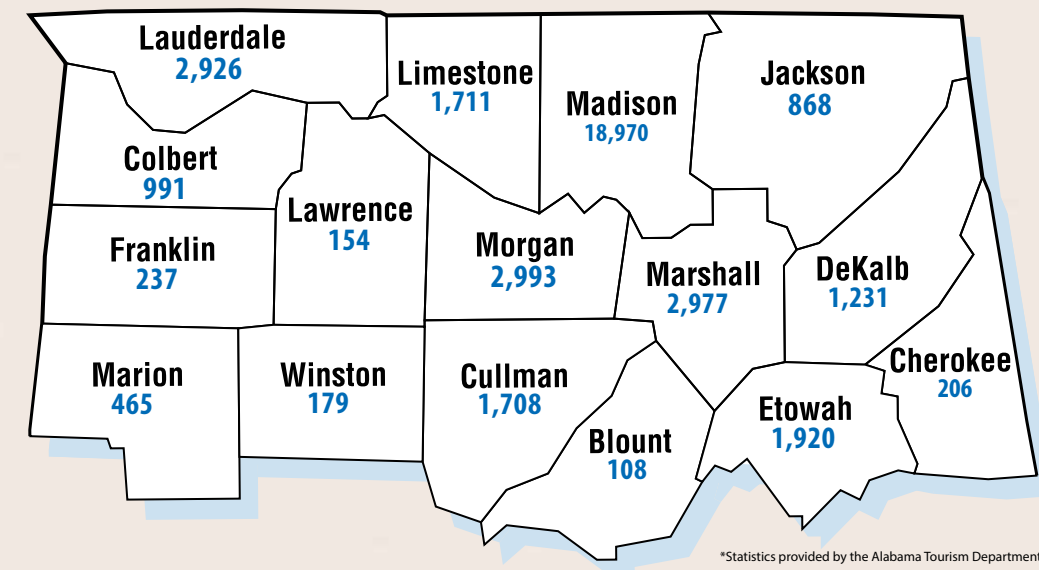 Lauderdale
2,926
Limestone
1,711
Madison
18,970
Jackson
868
Colbert
991
Lawrence
154
Franklin
237
Morgan
2,993
Marshall
2,977
DeKalb
1,231
Marion
465
Winston
179
Cullman
1,708
Blount
108
Etowah
1,920
Cherokee
206
*Statistics provided by the Alabama Tourism Department